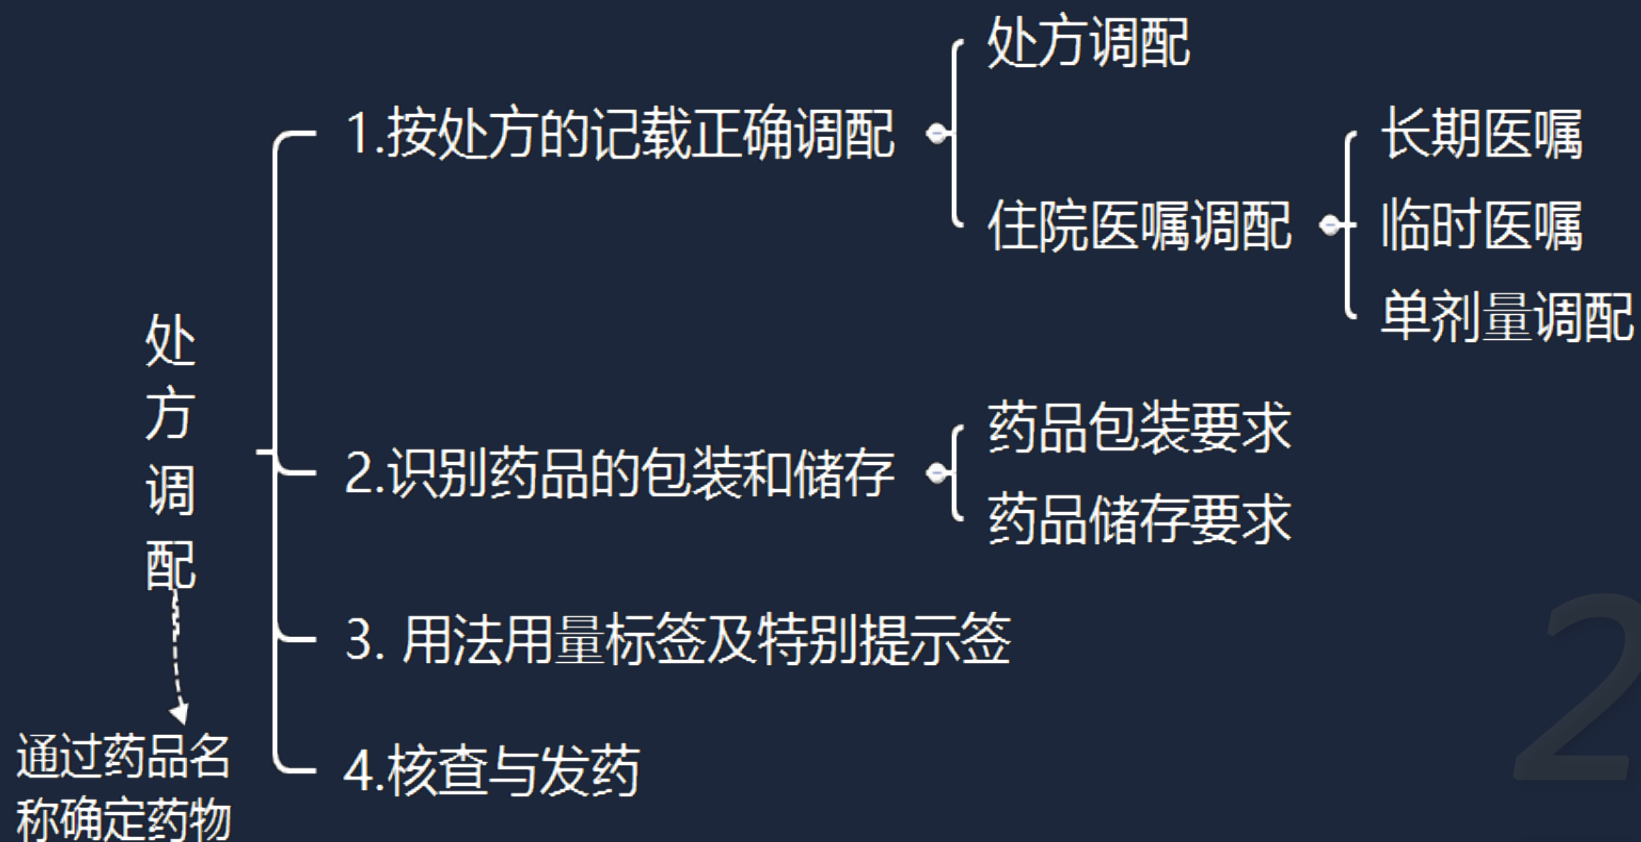 处方调配
1.按处方的记载正确调配
处方调配
住院医嘱调配
长期医嘱
临时医嘱
单剂量调配
2.识别药品的包装和储存
药品包装要求
药品储存要求
3. 用法用量标签及特别提示签
4.核查与发药
通过药品名
称确定药物
2